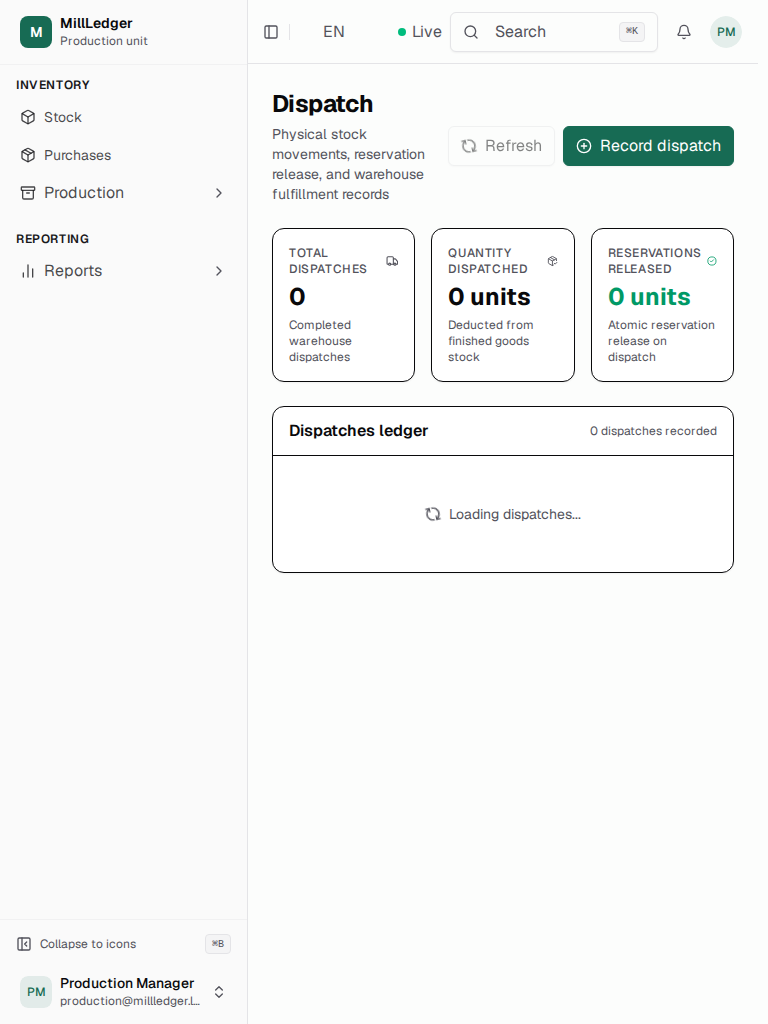 M
MillLedger
Production unit
INVENTORY
Stock
Purchases
Production
REPORTING
Reports
Collapse to icons
⌘B
PM
Production Manager
production@millledger.l...
EN
Live
Search
⌘K
PM
Dispatch
Physical stock
movements, reservation
release, and warehouse
fulfillment records
Refresh
Record dispatch
TOTAL
DISPATCHES
0
Completed
warehouse
dispatches
QUANTITY
DISPATCHED
0 units
Deducted from
finished goods
stock
RESERVATIONS
RELEASED
0 units
Atomic reservation
release on
dispatch
Dispatches ledger
0 dispatches recorded
Loading dispatches...